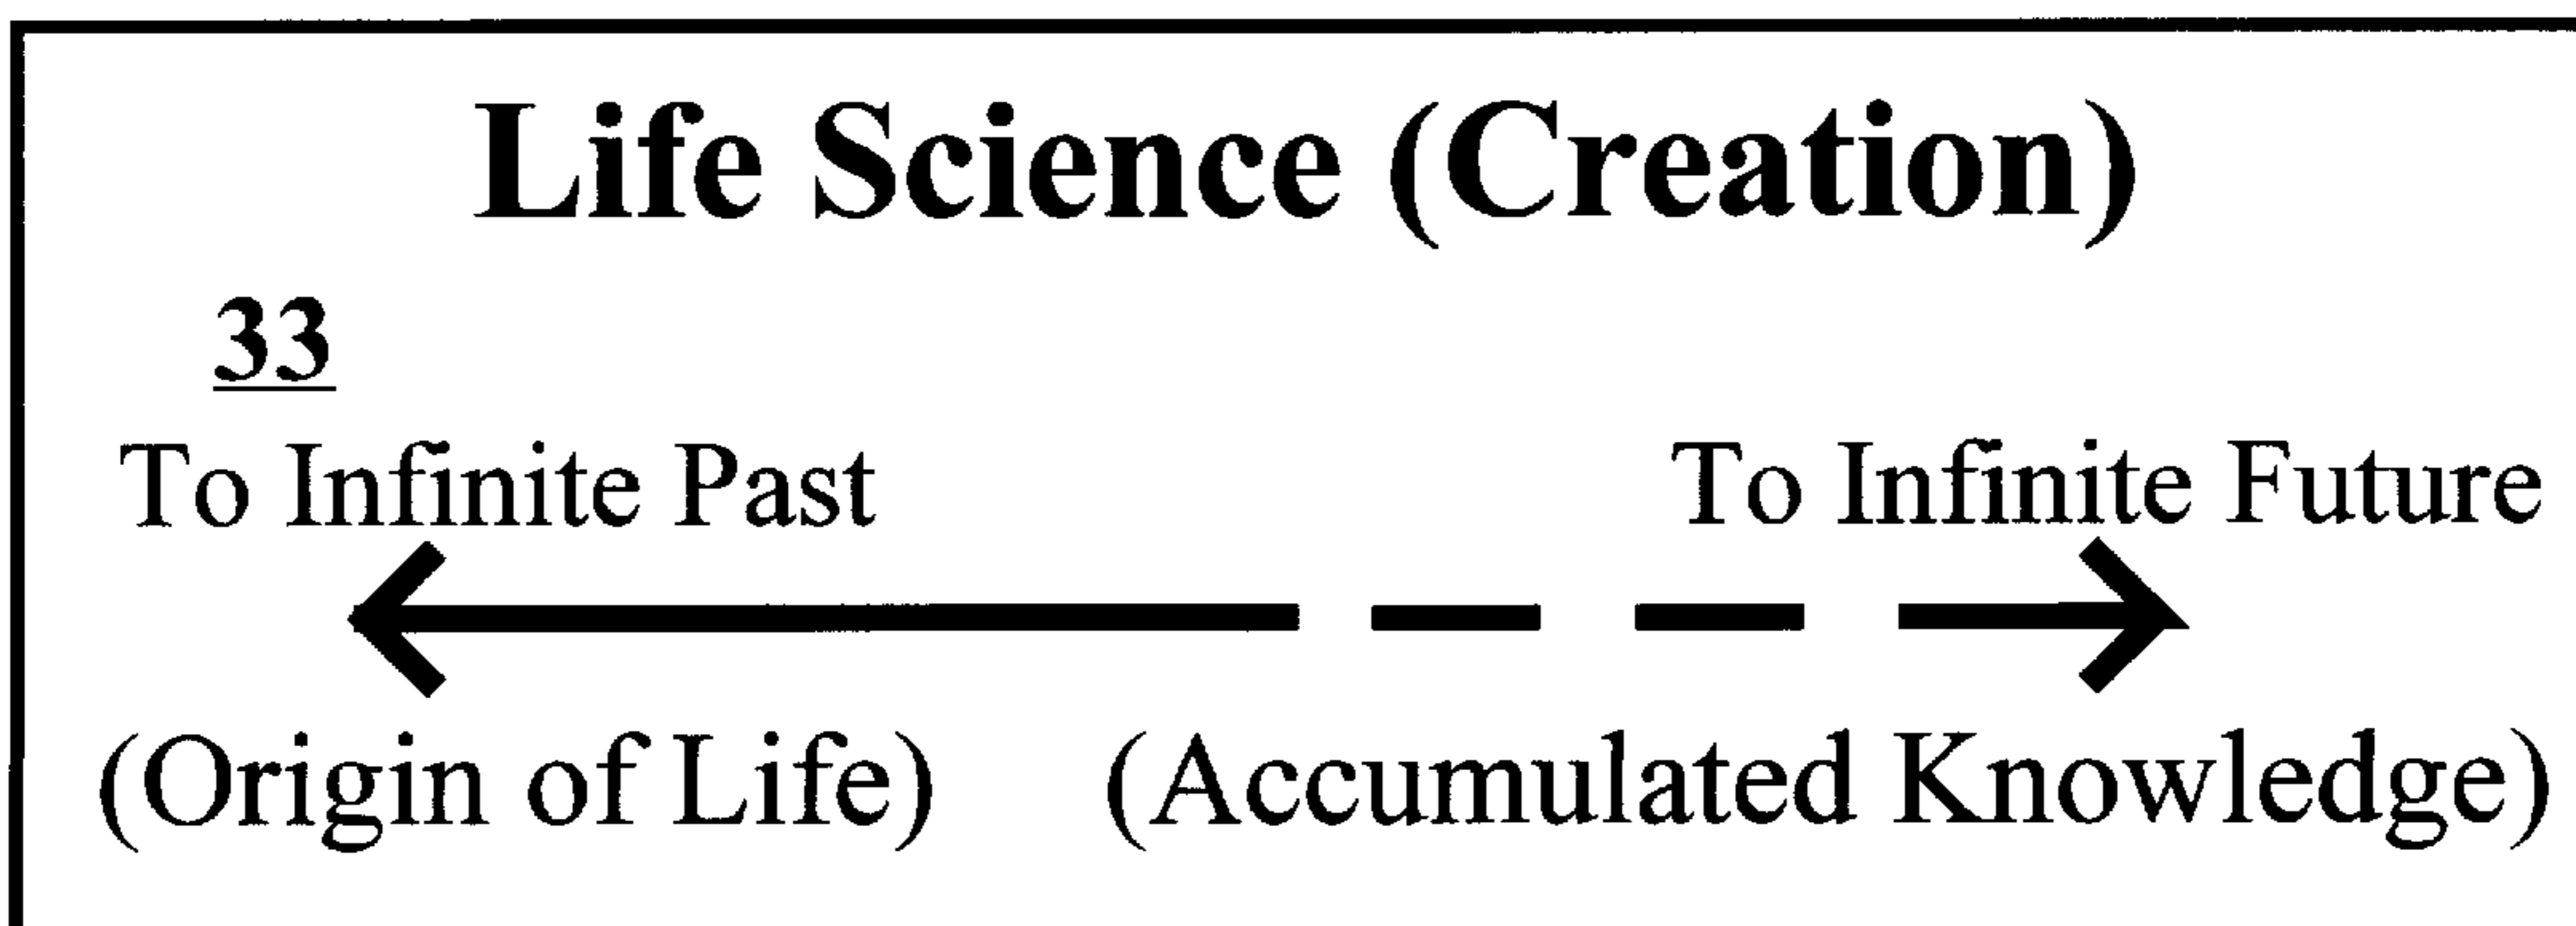 Life Science (Creation)
33
To Infinite Past To Infinite Future
(Origin of Life) (Accumulated Knowledge)